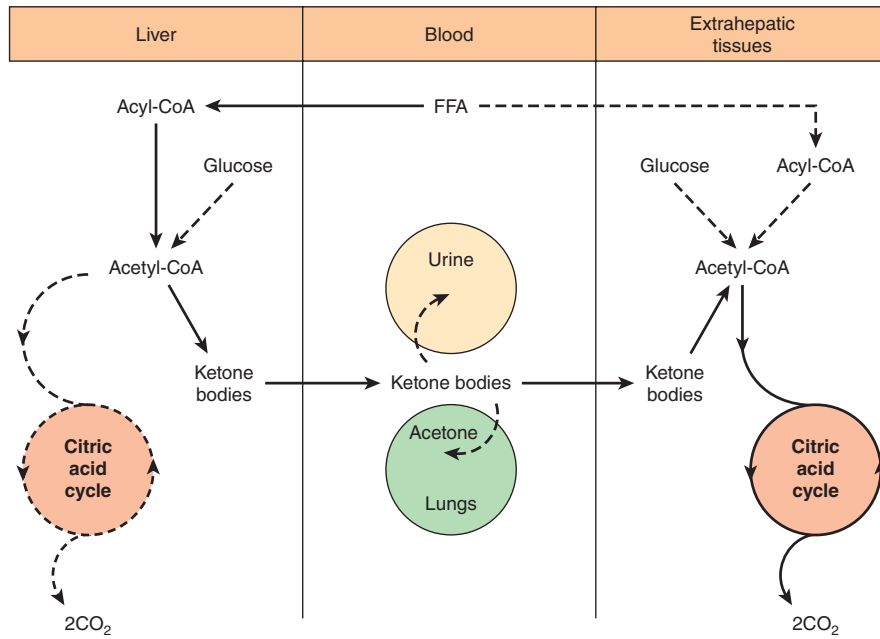 Liver
Blood
Extrahepatic
tissues
Acyl-CoA
FFA
Glucose
Glucose
Acyl-CoA
Acetyl-CoA
Urine
Acetyl-CoA
Ketone
bodies
Ketone bodies
Ketone
bodies
Citric
acid
cycle
Acetone
Lungs
Citric
acid
cycle
2CO₂
2CO₂